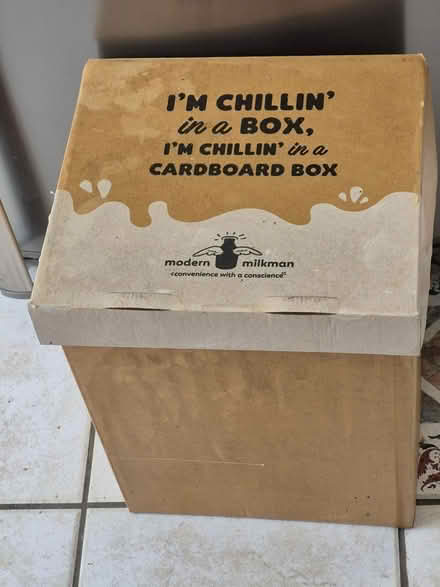 I'M CHILLIN'
in a BOX,
I'M CHILLIN' in a
CARDBOARD BOX
modern milkman
convenience with a conscience